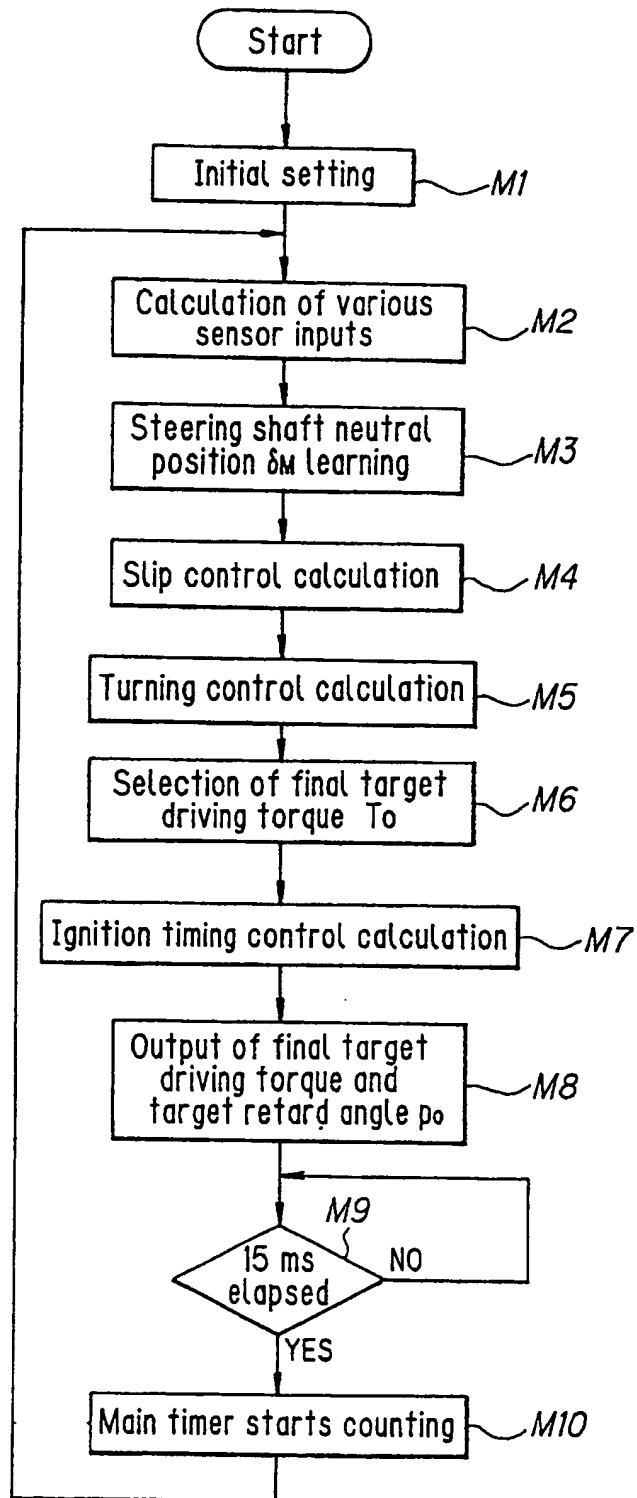 Start
Initial setting
M1
Calculation of various
sensor inputs
M2
Steering shaft neutral
position δM learning
M3
Slip control calculation
M4
Turning control calculation
M5
Selection of final target
driving torque To
M6
Ignition timing control calculation
M7
Output of final target
driving torque and
target retard angle po
M8
M9
15 ms
elapsed
NO
YES
Main timer starts counting
M10